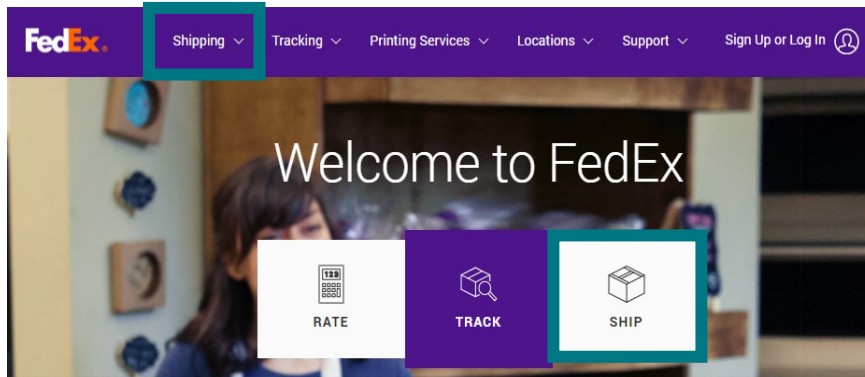 FedEx. Shipping Tracking Printing Services Locations Support Sign Up or Log In
Welcome to FedEx
123
RATE TRACK SHIP